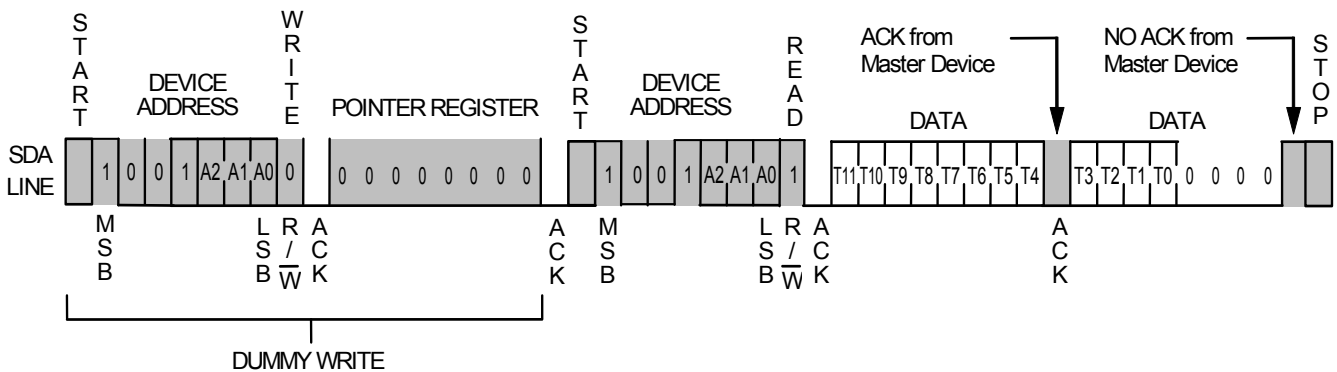 START
DEVICE
ADDRESS
WRITE
POINTER REGISTER
START
DEVICE
ADDRESS
READ
ACK from
Master Device
NO ACK from
Master Device
DATA
DATA
STOP
SDA
LINE
1 0 0 1 A2 A1 A0 0
0 0 0 0 0 0 0 0
1 0 0 1 A2 A1 A0 1
T11 T10 T9 T8 T7 T6 T5 T4
T3 T2 T1 T0 0 0 0 0
MSB
LSB
R/W
ACK
ACK
MSB
LSB
R/W
ACK
ACK
DUMMY WRITE